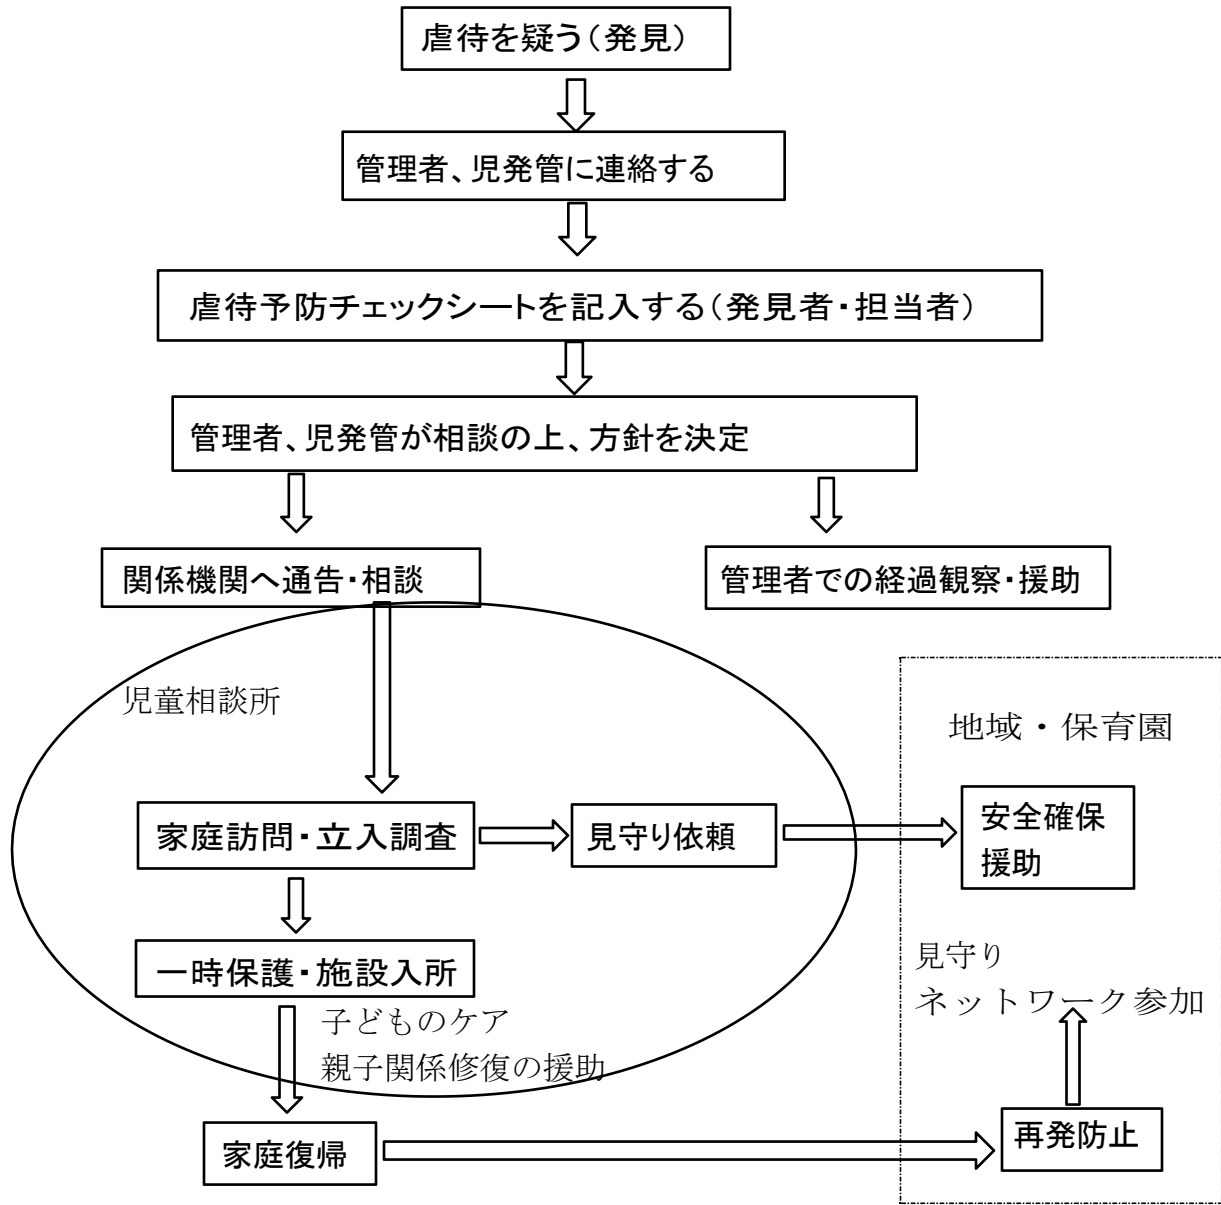 虐待を疑う（発見）
管理者、児発管に連絡する
虐待予防チェックシートを記入する（発見者・担当者）
管理者、児発管が相談の上、方針を決定
関係機関へ通告・相談
管理者での経過観察・援助
児童相談所
地域・保育園
家庭訪問・立入調査
見守り依頼
安全確保
援助
一時保護・施設入所
見守り
ネットワーク参加
子どものケア
親子関係修復の援助
家庭復帰
再発防止